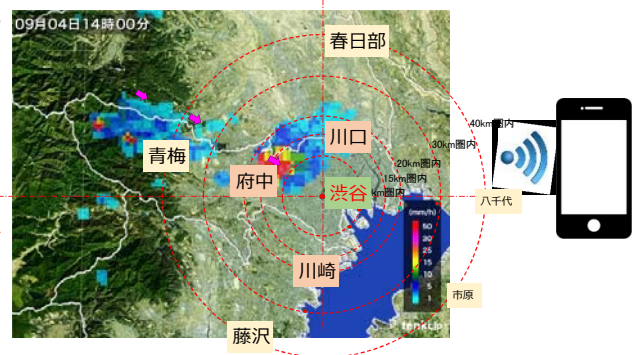 09月04日14時00分
春日部
40km圏内
川口
30km圏内
青梅
20km圏内
府中
15km圏内
渋谷
km圏内
八千代
(mm/h)
50
30
25
20
15
10
5
1
川崎
市原
藤沢
tenki.jp